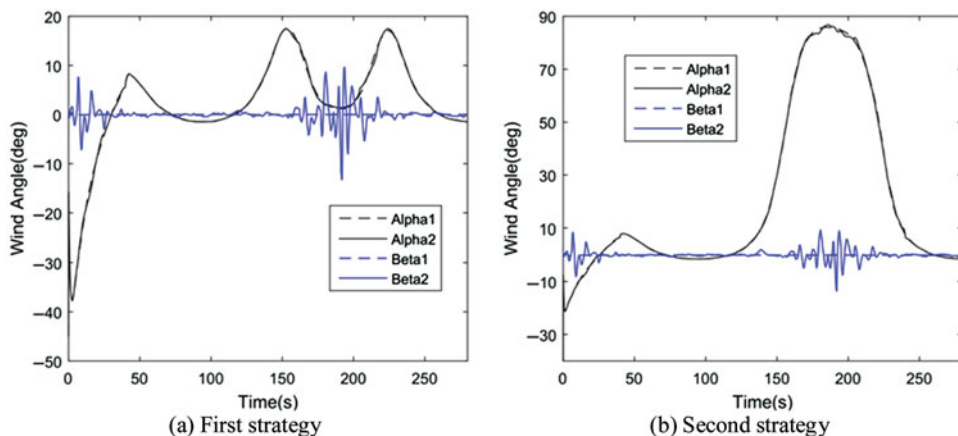 20
10
0
−10
−20
−30
−40
−50
Wind Angle(deg)
Alpha1
Alpha2
Beta1
Beta2
0 50 100 150 200 250
Time(s)
(a) First strategy
90
70
50
30
10
−10
−30
Wind Angle(deg)
Alpha1
Alpha2
Beta1
Beta2
0 50 100 150 200 250
Time(s)
(b) Second strategy